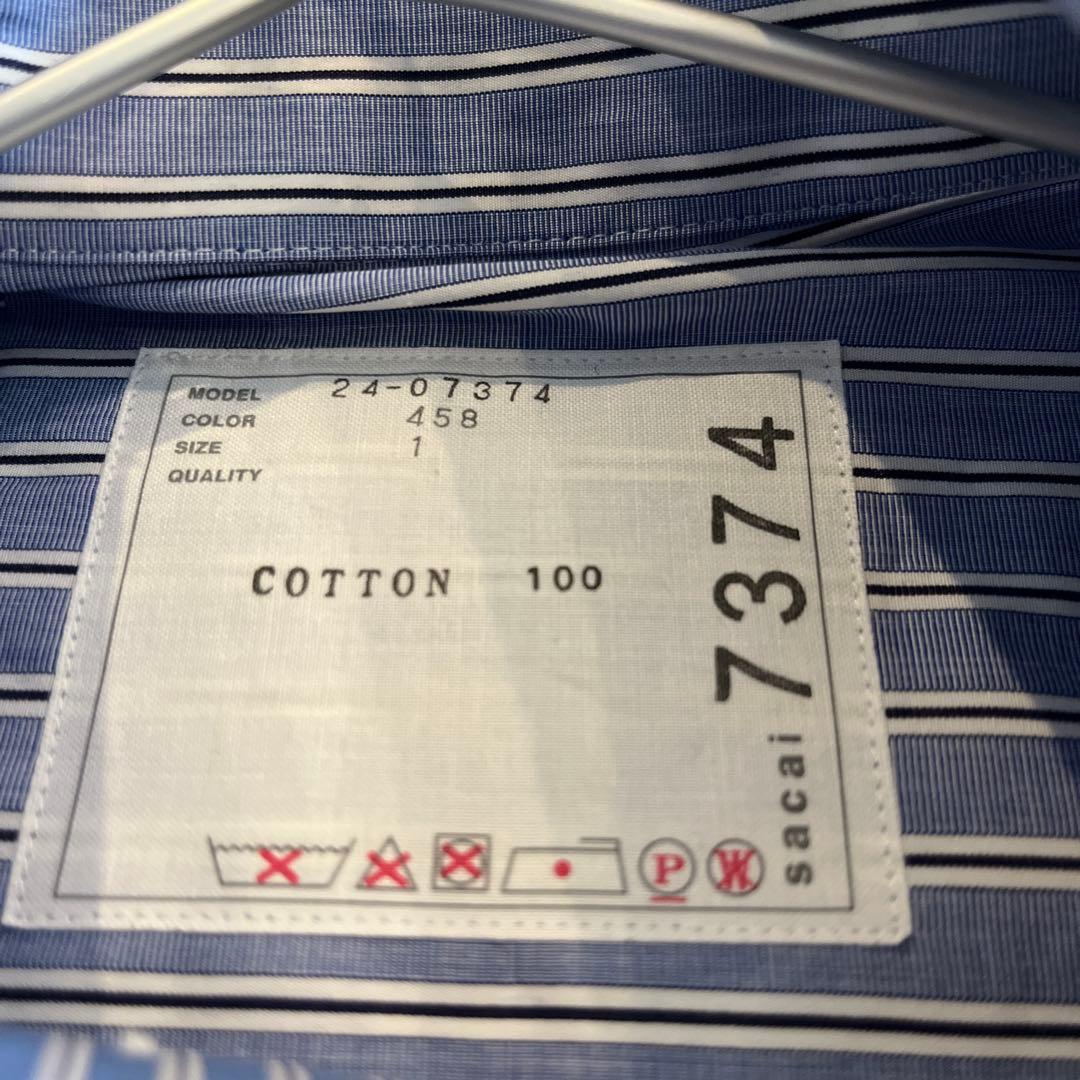 MODEL 24-07374
COLOR 458
SIZE 1
QUALITY
COTTON 100
sacai 7374
P
W